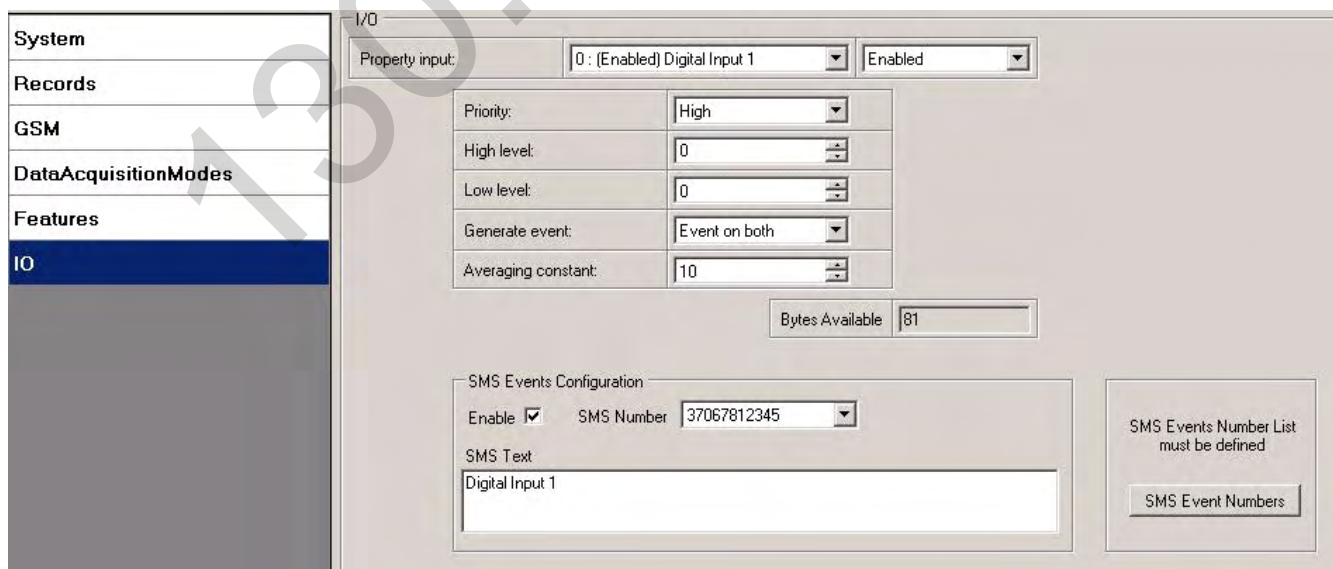 System
Records
GSM
DataAcquisitionModes
Features
IO
I/O
Property input: 0 : (Enabled) Digital Input 1 Enabled
Priority: High
High level: 0
Low level: 0
Generate event: Event on both
Averaging constant: 10
Bytes Available 81
SMS Events Configuration
Enable SMS Number 37067812345
SMS Text
Digital Input 1
SMS Events Number List
must be defined
SMS Event Numbers
130.